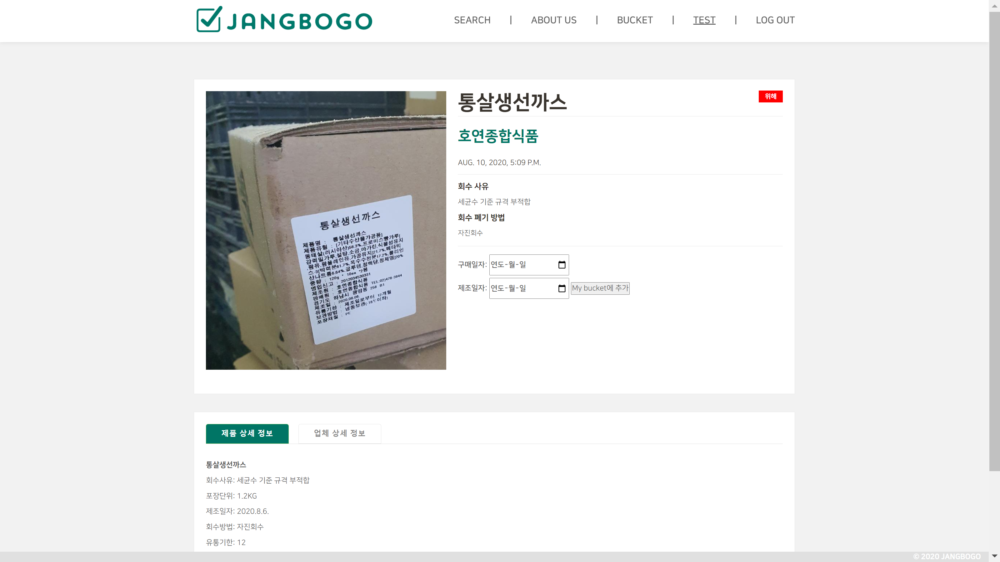 JANGBOGO
SEARCH | ABOUT US | BUCKET | TEST | LOG OUT
통살생선까스
위해
호연종합식품
AUG. 10, 2020, 5:09 P.M.
회수 사유
세균수 기준 규격 부적합
회수 폐기 방법
자진회수
구매일자: 연도-월-일
제조일자: 연도-월-일 My bucket에 추가
통살생선까스
제품명 : 통살생선까스
제품유형 : [기타수산물가공품]
동태살(러시아산)58.3%,프로미스빵가루[
강력밀가루,설탕,소금,마가린,식물성유지
,팜유,팜올레인유,가공유지]21.7%,베타믹
스-3[박력분61.7%,옥수수전분17.2%,폴리인
산나트륨6.64%,글루텐,정백당,정제염]20%
중량 : 120g * 10ea *2봉
영업신고 : 2012034530331
제조원 : 호연종합식품
판매원 : 호연종합식품 TEL:02)478-3844
경기도 하남시 광암동 258 B1
제조일 : 2020.08.06.
유통기한 : 제조일로부터 12개월
보관방법 : 냉동보관(-18℃이하)
포장재질 : PE
제품 상세 정보
업체 상세 정보
통살생선까스
회수사유: 세균수 기준 규격 부적합
포장단위: 1.2KG
제조일자: 2020.8.6.
회수방법: 자진회수
유통기한: 12
© 2020 JANGBOGO